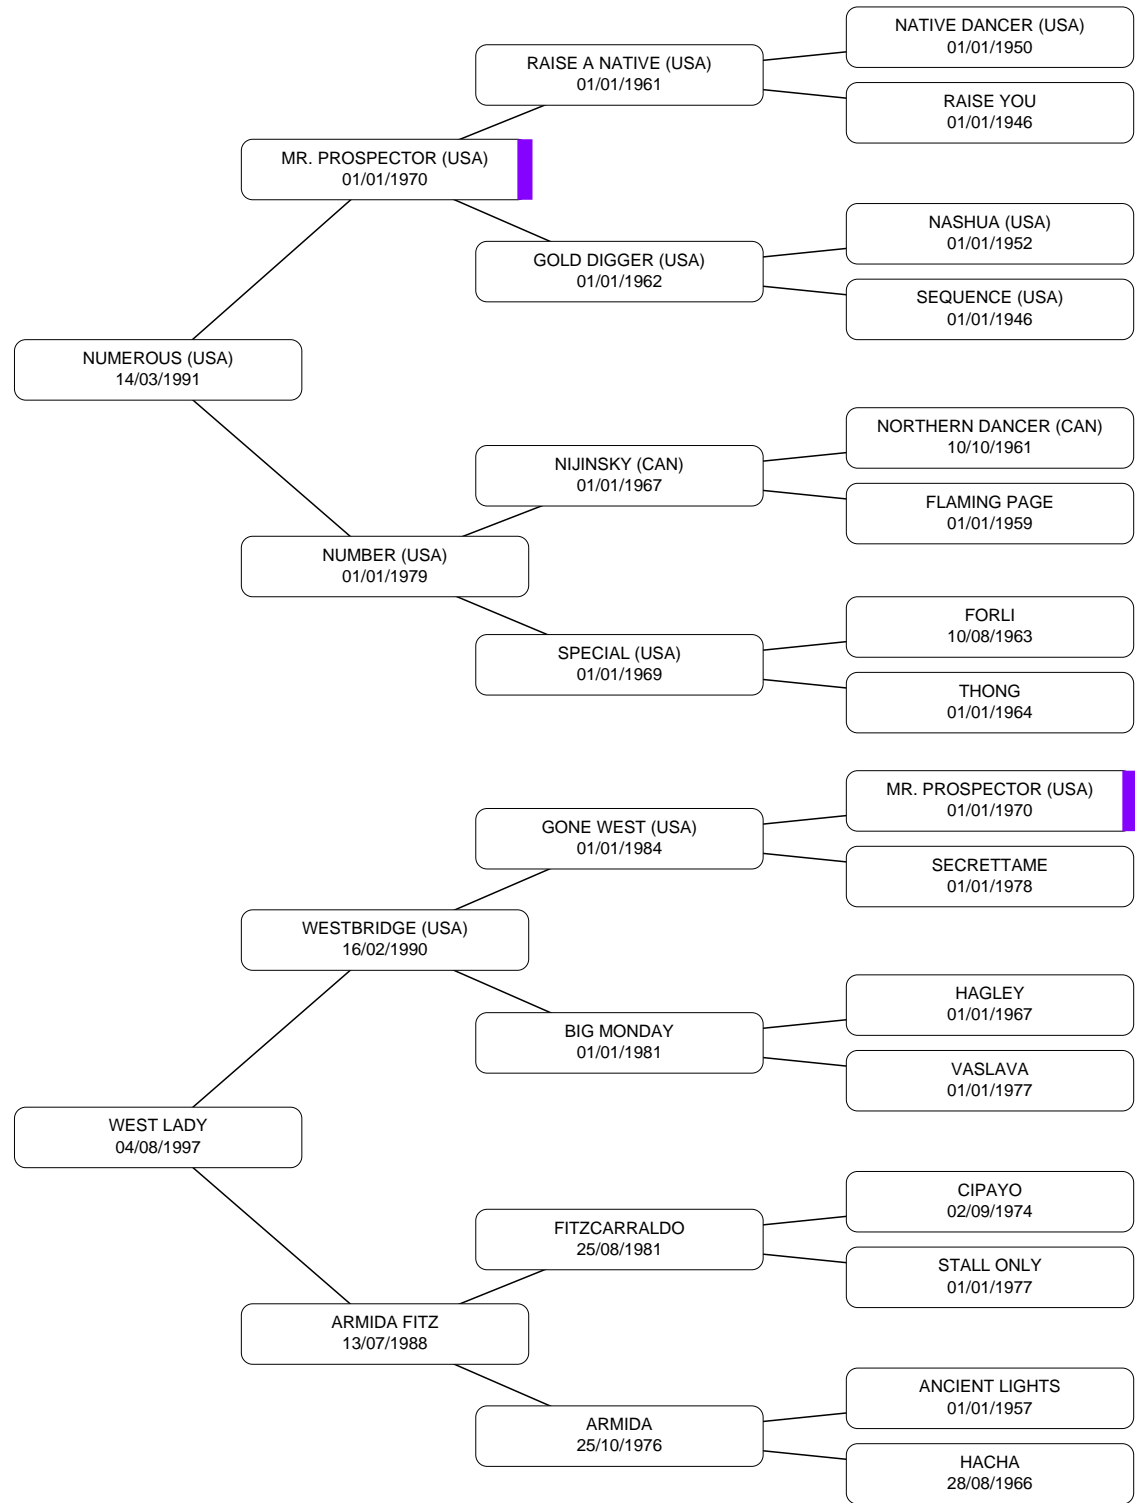 NATIVE DANCER (USA)
01/01/1950
RAISE A NATIVE (USA)
01/01/1961
RAISE YOU
01/01/1946
MR. PROSPECTOR (USA)
01/01/1970
NASHUA (USA)
01/01/1952
GOLD DIGGER (USA)
01/01/1962
SEQUENCE (USA)
01/01/1946
NUMEROUS (USA)
14/03/1991
NORTHERN DANCER (CAN)
10/10/1961
NIJINSKY (CAN)
01/01/1967
FLAMING PAGE
01/01/1959
NUMBER (USA)
01/01/1979
FORLI
10/08/1963
SPECIAL (USA)
01/01/1969
THONG
01/01/1964
MR. PROSPECTOR (USA)
01/01/1970
GONE WEST (USA)
01/01/1984
SECRETTAME
01/01/1978
WESTBRIDGE (USA)
16/02/1990
HAGLEY
01/01/1967
BIG MONDAY
01/01/1981
VASLAVA
01/01/1977
WEST LADY
04/08/1997
CIPAYO
02/09/1974
FITZCARRALDO
25/08/1981
STALL ONLY
01/01/1977
ARMIDA FITZ
13/07/1988
ANCIENT LIGHTS
01/01/1957
ARMIDA
25/10/1976
HACHA
28/08/1966